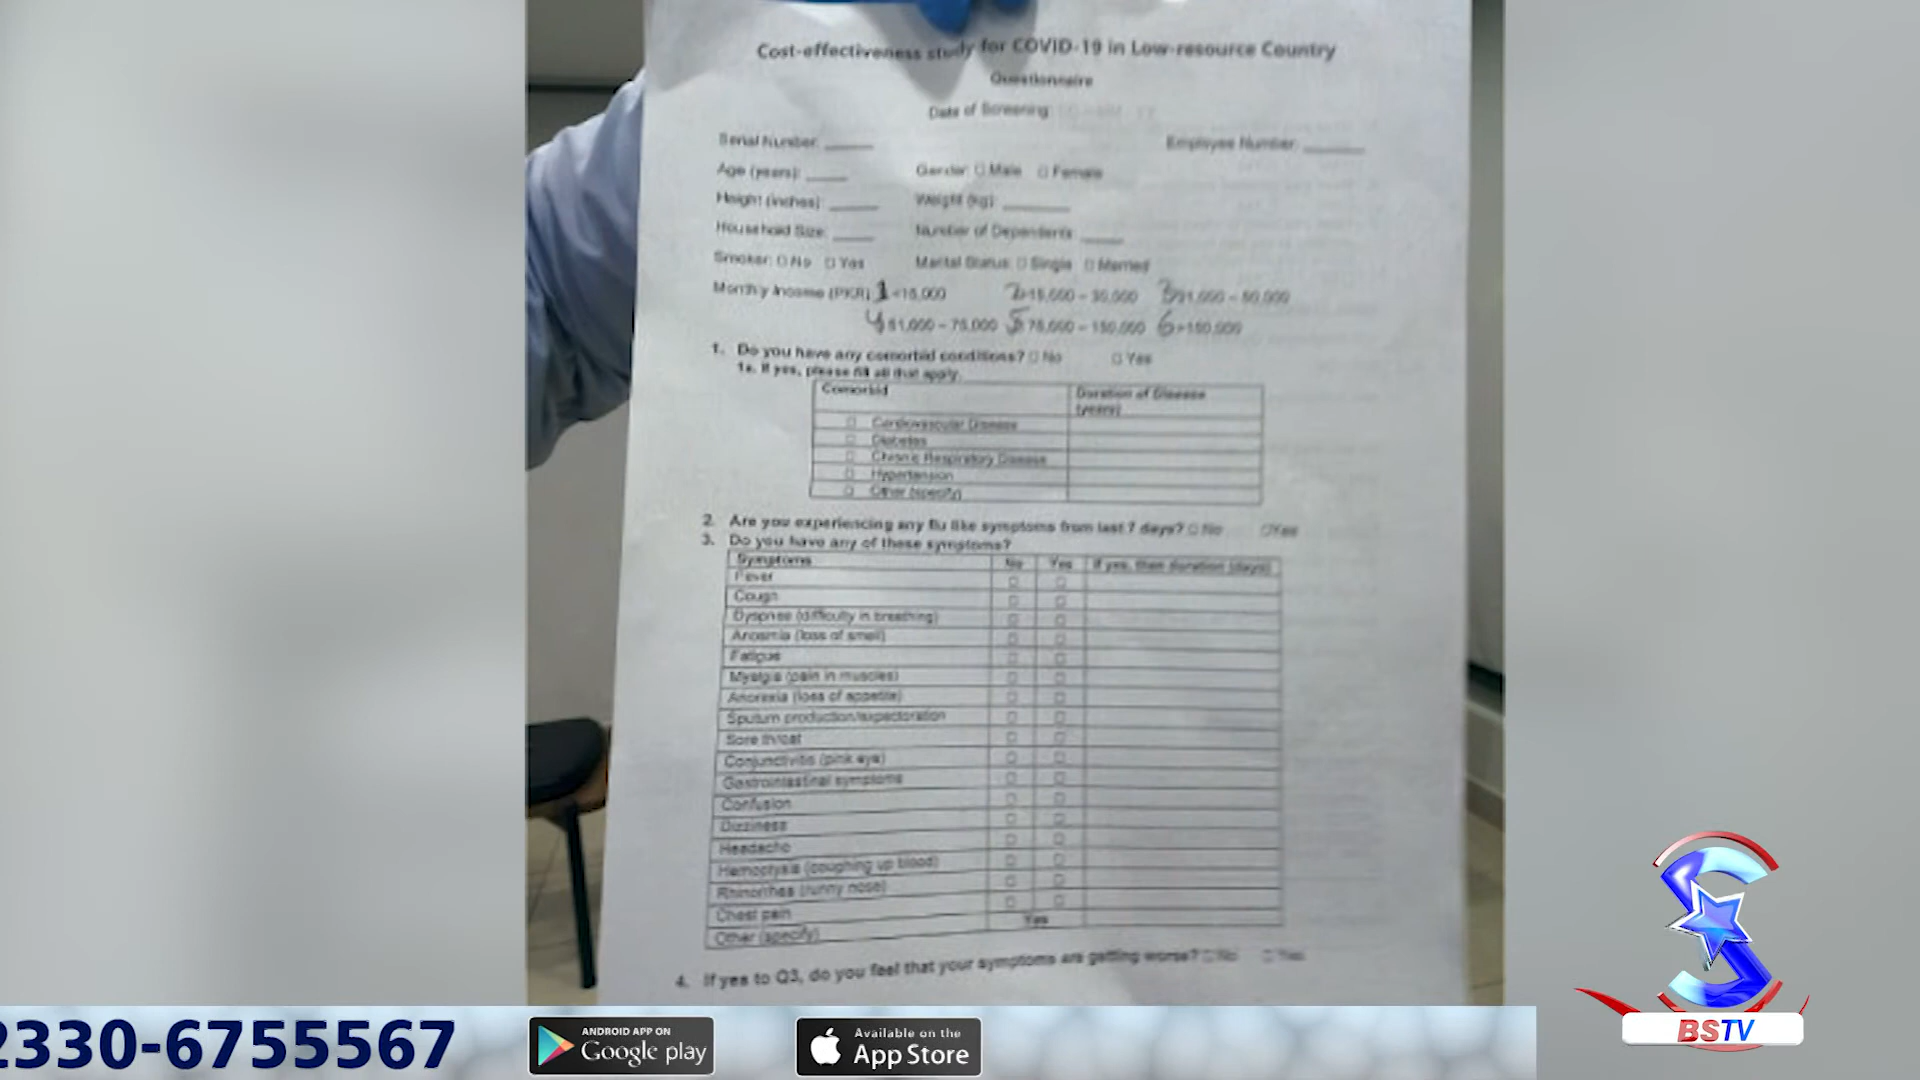 Cost-effectiveness study for COVID-19 in Low-resource Country
Questionnaire
Date of Screening:
Serial Number: _____ Employee Number: ______
Age (years): ____ Gender: □ Male □ Female
Height (inches): _____ Weight (kg): _______
Household Size: ____ Number of Dependents: ____
Smoker: □ No □ Yes Marital Status: □ Single □ Married
Monthly Income (PKR) 1 <15,000 2 15,000 – 30,000 3 31,000 – 50,000
4 51,000 – 75,000 5 76,000 – 150,000 6 >150,000
1. Do you have any comorbid conditions? □ No □ Yes
1a. If yes, please fill all that apply.
Comorbid Duration of Disease
(years)
□ Cardiovascular Disease
□ Diabetes
□ Chronic Respiratory Disease
□ Hypertension
□ Other (specify)
2. Are you experiencing any flu like symptoms from last 7 days? □ No □ Yes
3. Do you have any of these symptoms?
Symptoms No Yes If yes, then duration (days)
Fever □ □
Cough □ □
Dyspnea (difficulty in breathing) □ □
Anosmia (loss of smell) □ □
Fatigue □ □
Myalgia (pain in muscles) □ □
Anorexia (loss of appetite) □ □
Sputum production/expectoration □ □
Sore throat □ □
Conjunctivitis (pink eye) □ □
Gastrointestinal symptoms □ □
Confusion □ □
Dizziness □ □
Headache □ □
Hemoptysis (coughing up blood) □ □
Rhinorrhea (runny nose) □ □
Chest pain □ □
Other (specify) Yes
4. If yes to Q3, do you feel that your symptoms are getting worse? □ No □ Yes
2330-6755567
ANDROID APP ON
Google play
Available on the
App Store
BSTV